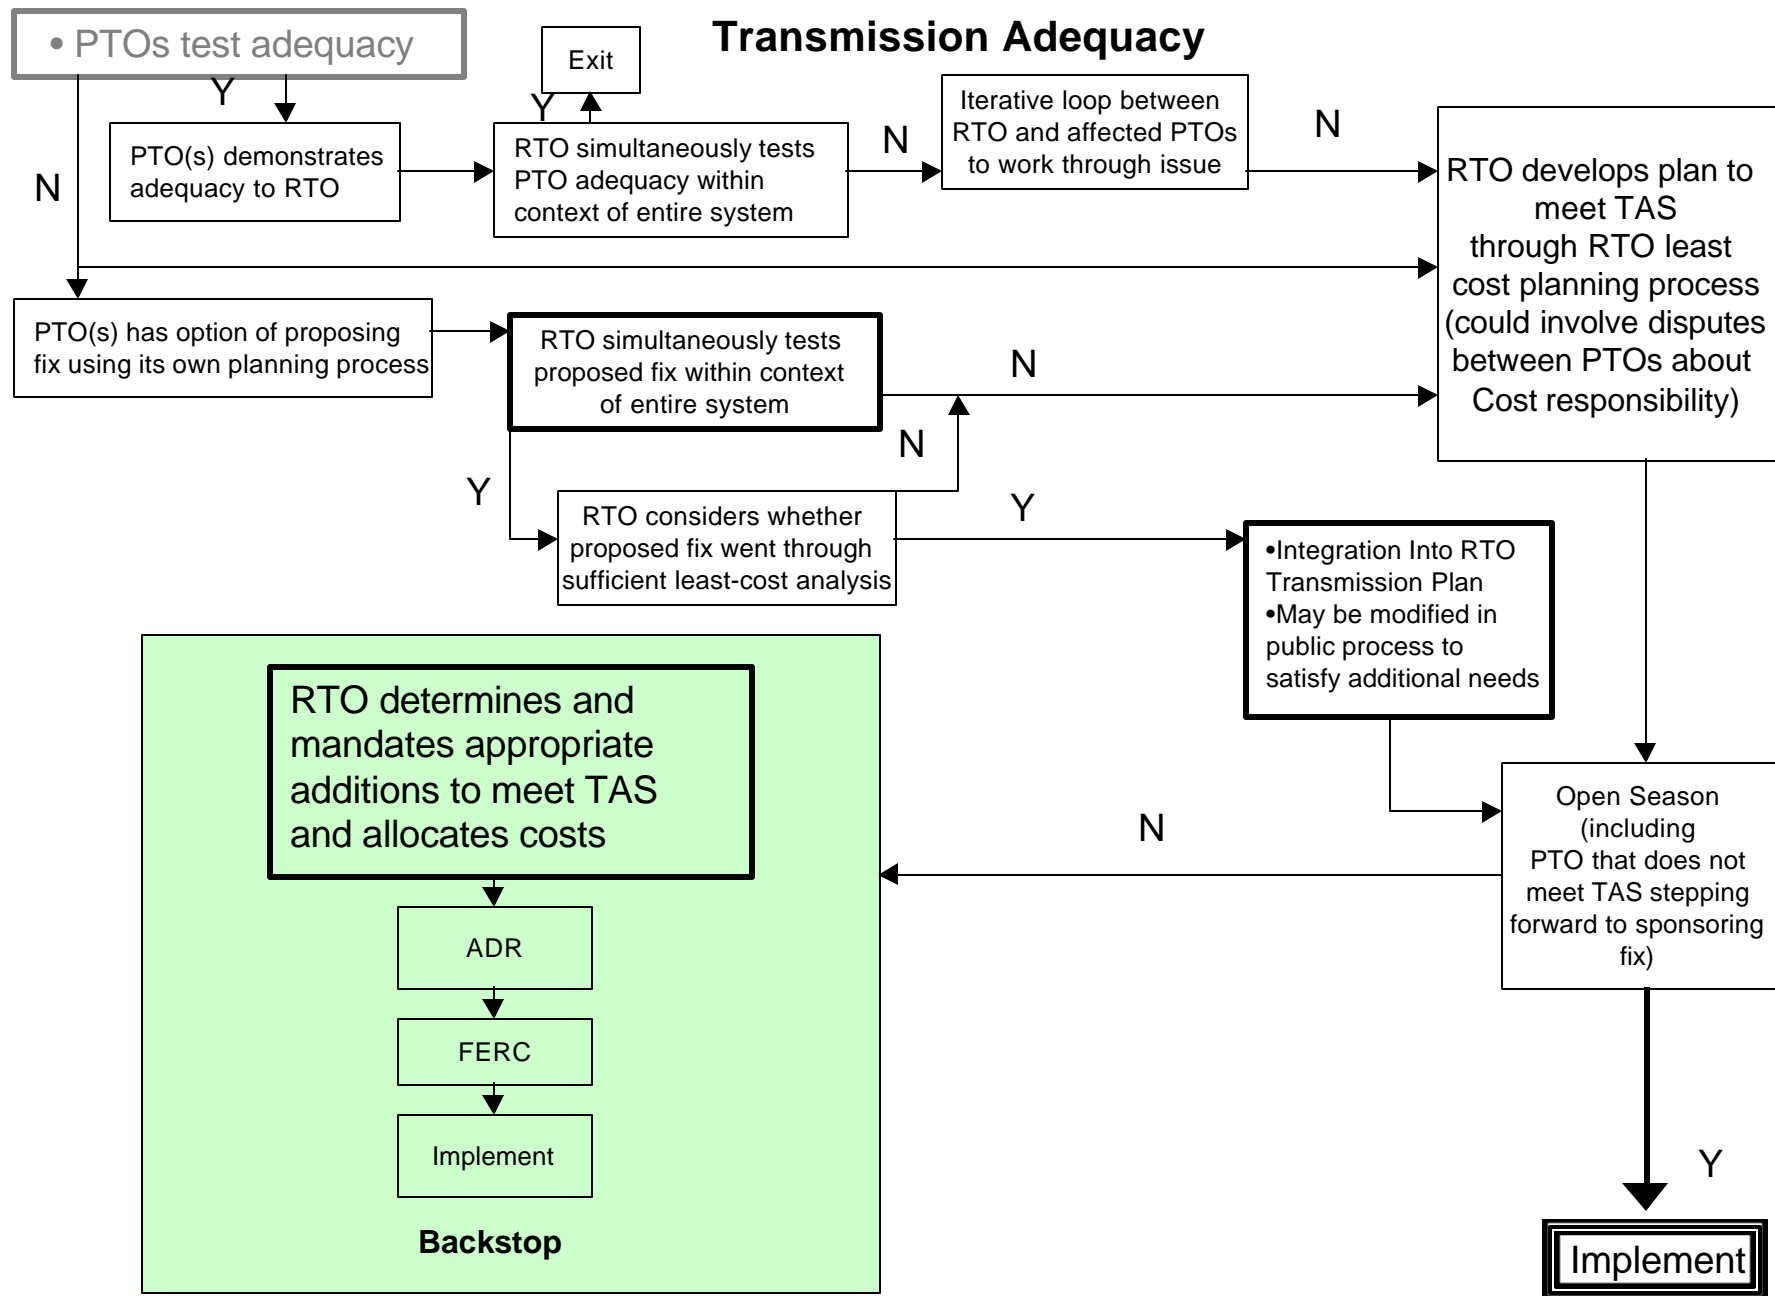 Transmission Adequacy
• PTOs test adequacy
Exit
Y
Y
Iterative loop between
RTO and affected PTOs
to work through issue
N
N
PTO(s) demonstrates
adequacy to RTO
RTO simultaneously tests
PTO adequacy within
context of entire system
N
RTO develops plan to
meet TAS
through RTO least
cost planning process
(could involve disputes
between PTOs about
Cost responsibility)
PTO(s) has option of proposing
fix using its own planning process
RTO simultaneously tests
proposed fix within context
of entire system
N
N
Y
RTO considers whether
proposed fix went through
sufficient least-cost analysis
Y
•Integration Into RTO
Transmission Plan
•May be modified in
public process to
satisfy additional needs
RTO determines and
mandates appropriate
additions to meet TAS
and allocates costs
N
Open Season
(including
PTO that does not
meet TAS stepping
forward to sponsoring
fix)
ADR
FERC
Implement
Backstop
Y
Implement